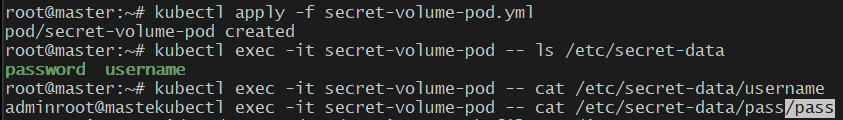 root@master:~# kubectl apply -f secret-volume-pod.yml
pod/secret-volume-pod created
root@master:~# kubectl exec -it secret-volume-pod -- ls /etc/secret-data
password  username
root@master:~# kubectl exec -it secret-volume-pod -- cat /etc/secret-data/username
adminroot@mastekubectl exec -it secret-volume-pod -- cat /etc/secret-data/pass/pass